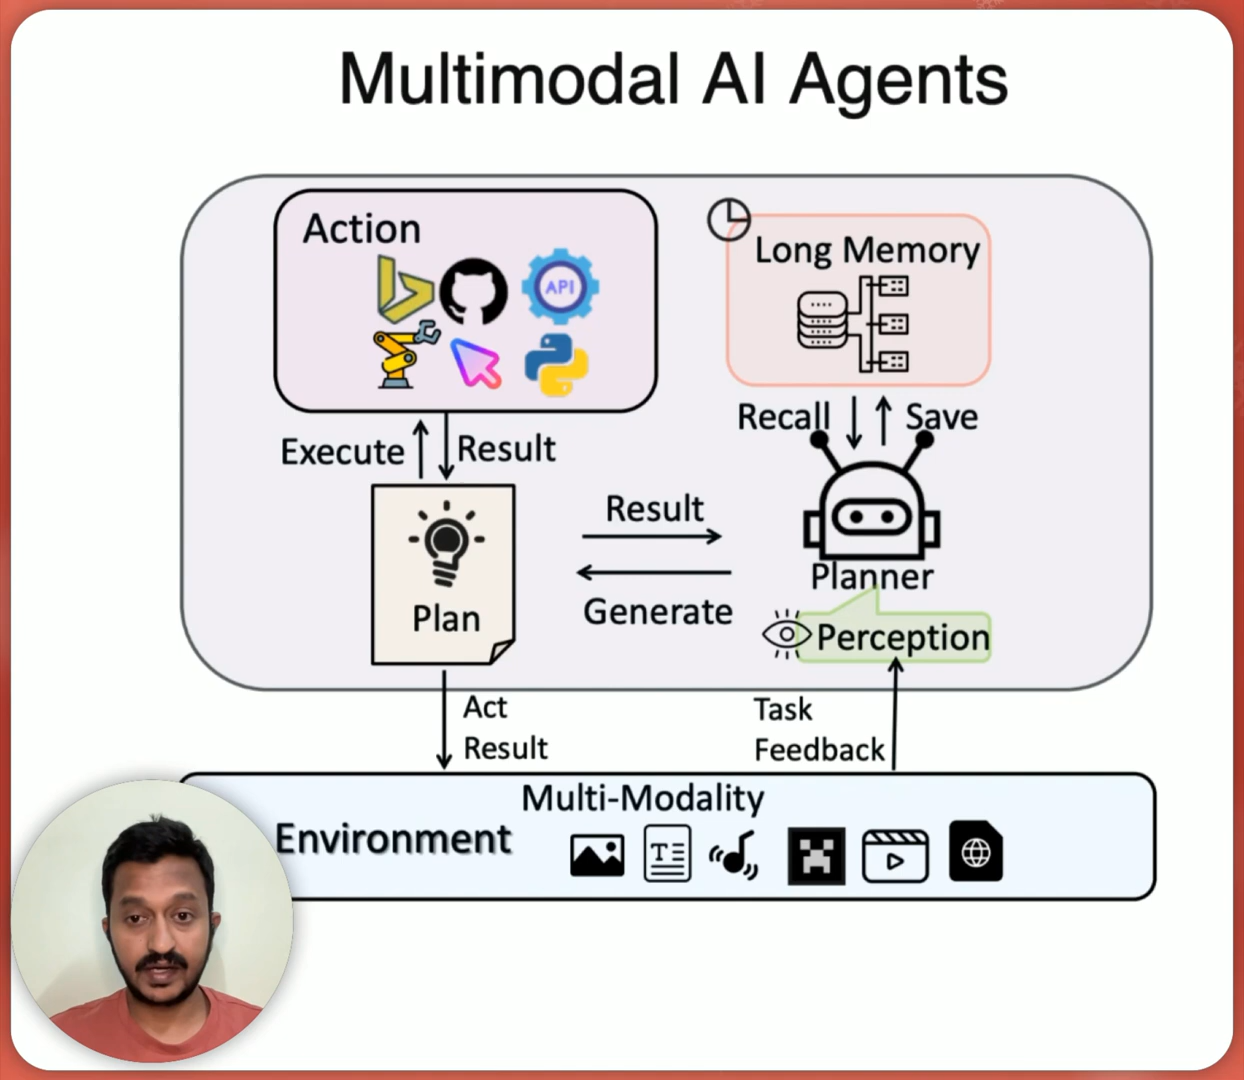 Multimodal AI Agents
Action
API
Long Memory
Recall
Save
Execute
Result
Result
Plan
Generate
Planner
Perception
Act
Result
Task
Feedback
Multi-Modality
Environment
T